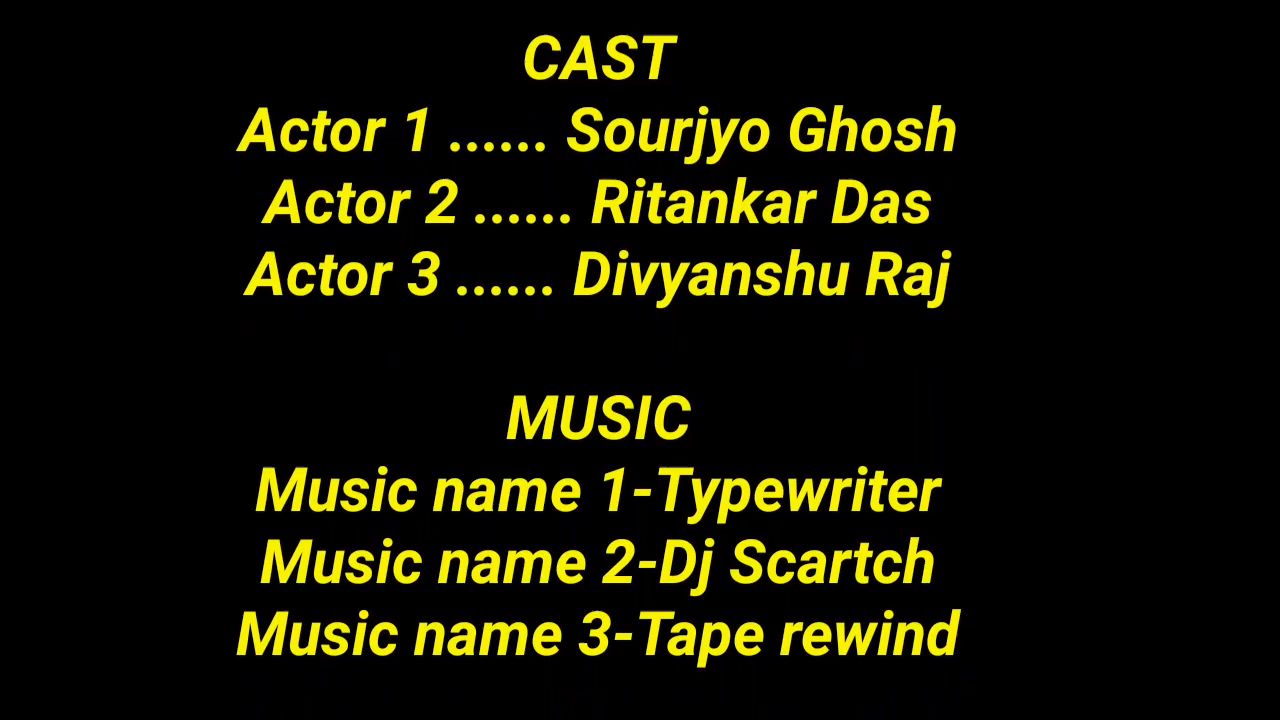 CAST
Actor 1 ...... Sourjyo Ghosh
Actor 2 ...... Ritankar Das
Actor 3 ...... Divyanshu Raj
MUSIC
Music name 1-Typewriter
Music name 2-Dj Scartch
Music name 3-Tape rewind